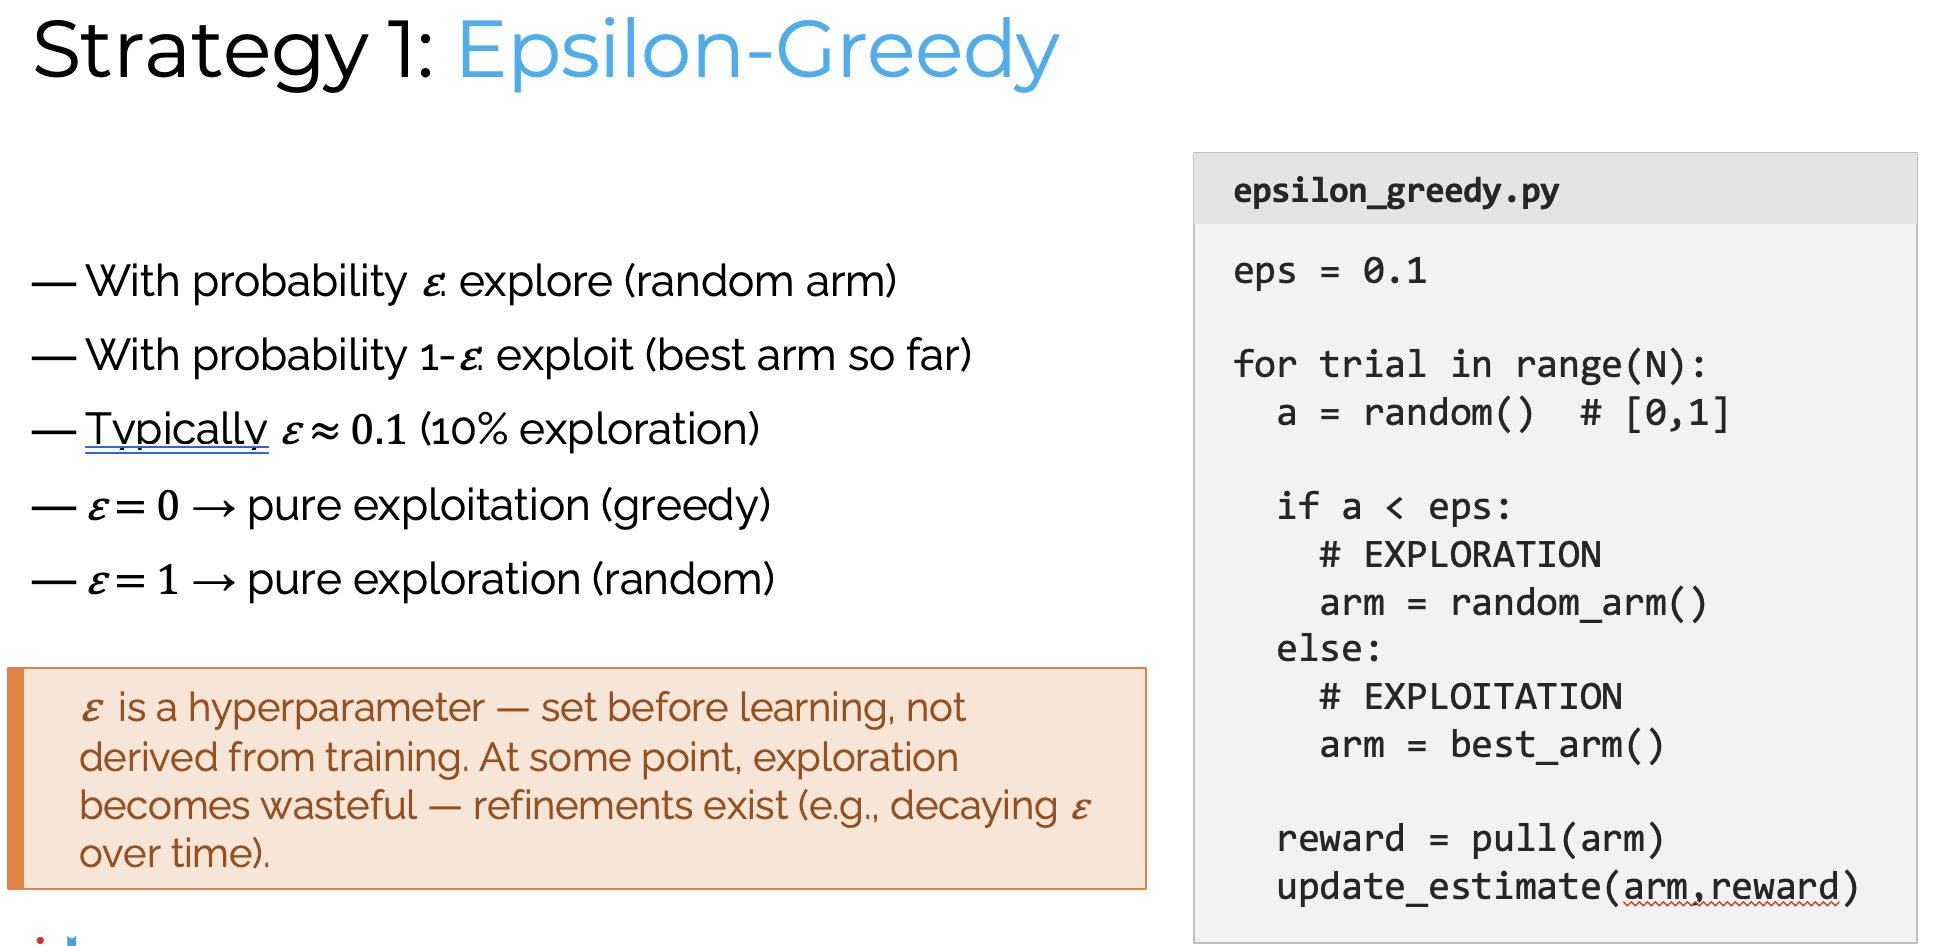 Strategy 1: Epsilon-Greedy
— With probability ε: explore (random arm)
— With probability 1-ε: exploit (best arm so far)
— Typically ε ≈ 0.1 (10% exploration)
— ε = 0 → pure exploitation (greedy)
— ε = 1 → pure exploration (random)
ε is a hyperparameter — set before learning, not
derived from training. At some point, exploration
becomes wasteful — refinements exist (e.g., decaying ε
over time).
epsilon_greedy.py
eps = 0.1
for trial in range(N):
  a = random()  # [0,1]
  if a < eps:
    # EXPLORATION
    arm = random_arm()
  else:
    # EXPLOITATION
    arm = best_arm()
  reward = pull(arm)
  update_estimate(arm,reward)